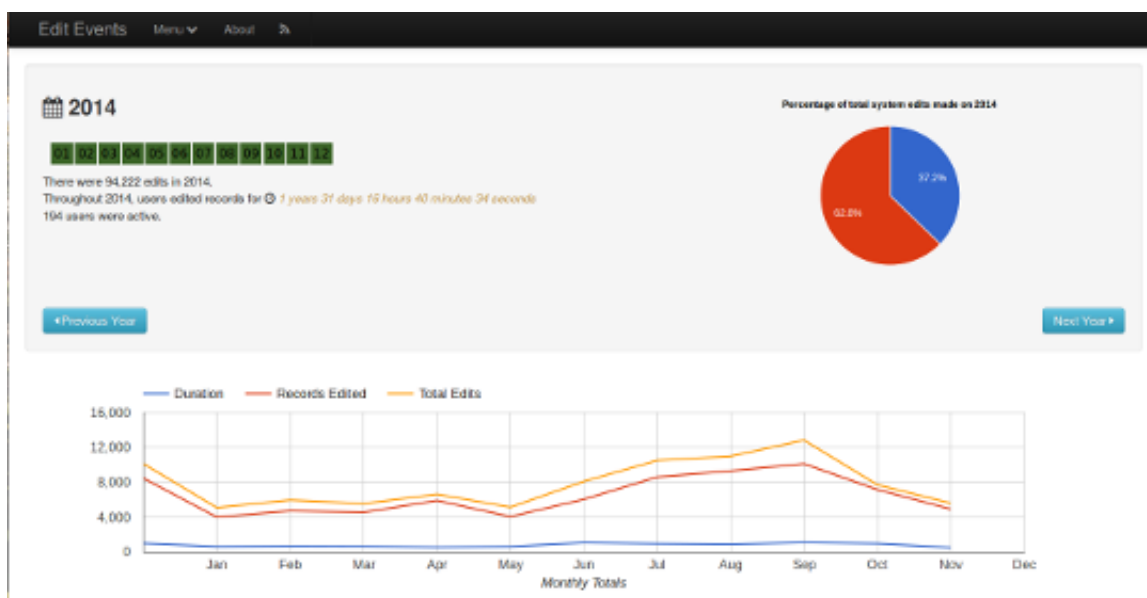 Edit Events Menu About
2014
01 02 03 04 05 06 07 08 09 10 11 12
There were 94,222 edits in 2014.
Throughout 2014, users edited records for 1 years 31 days 16 hours 40 minutes 34 seconds
194 users were active.
Percentage of total system edits made on 2014
37.2%
62.8%
Previous Year
Next Year
Duration Records Edited Total Edits
16,000
12,000
8,000
4,000
0
Jan Feb Mar Apr May Jun Jul Aug Sep Oct Nov Dec
Monthly Totals